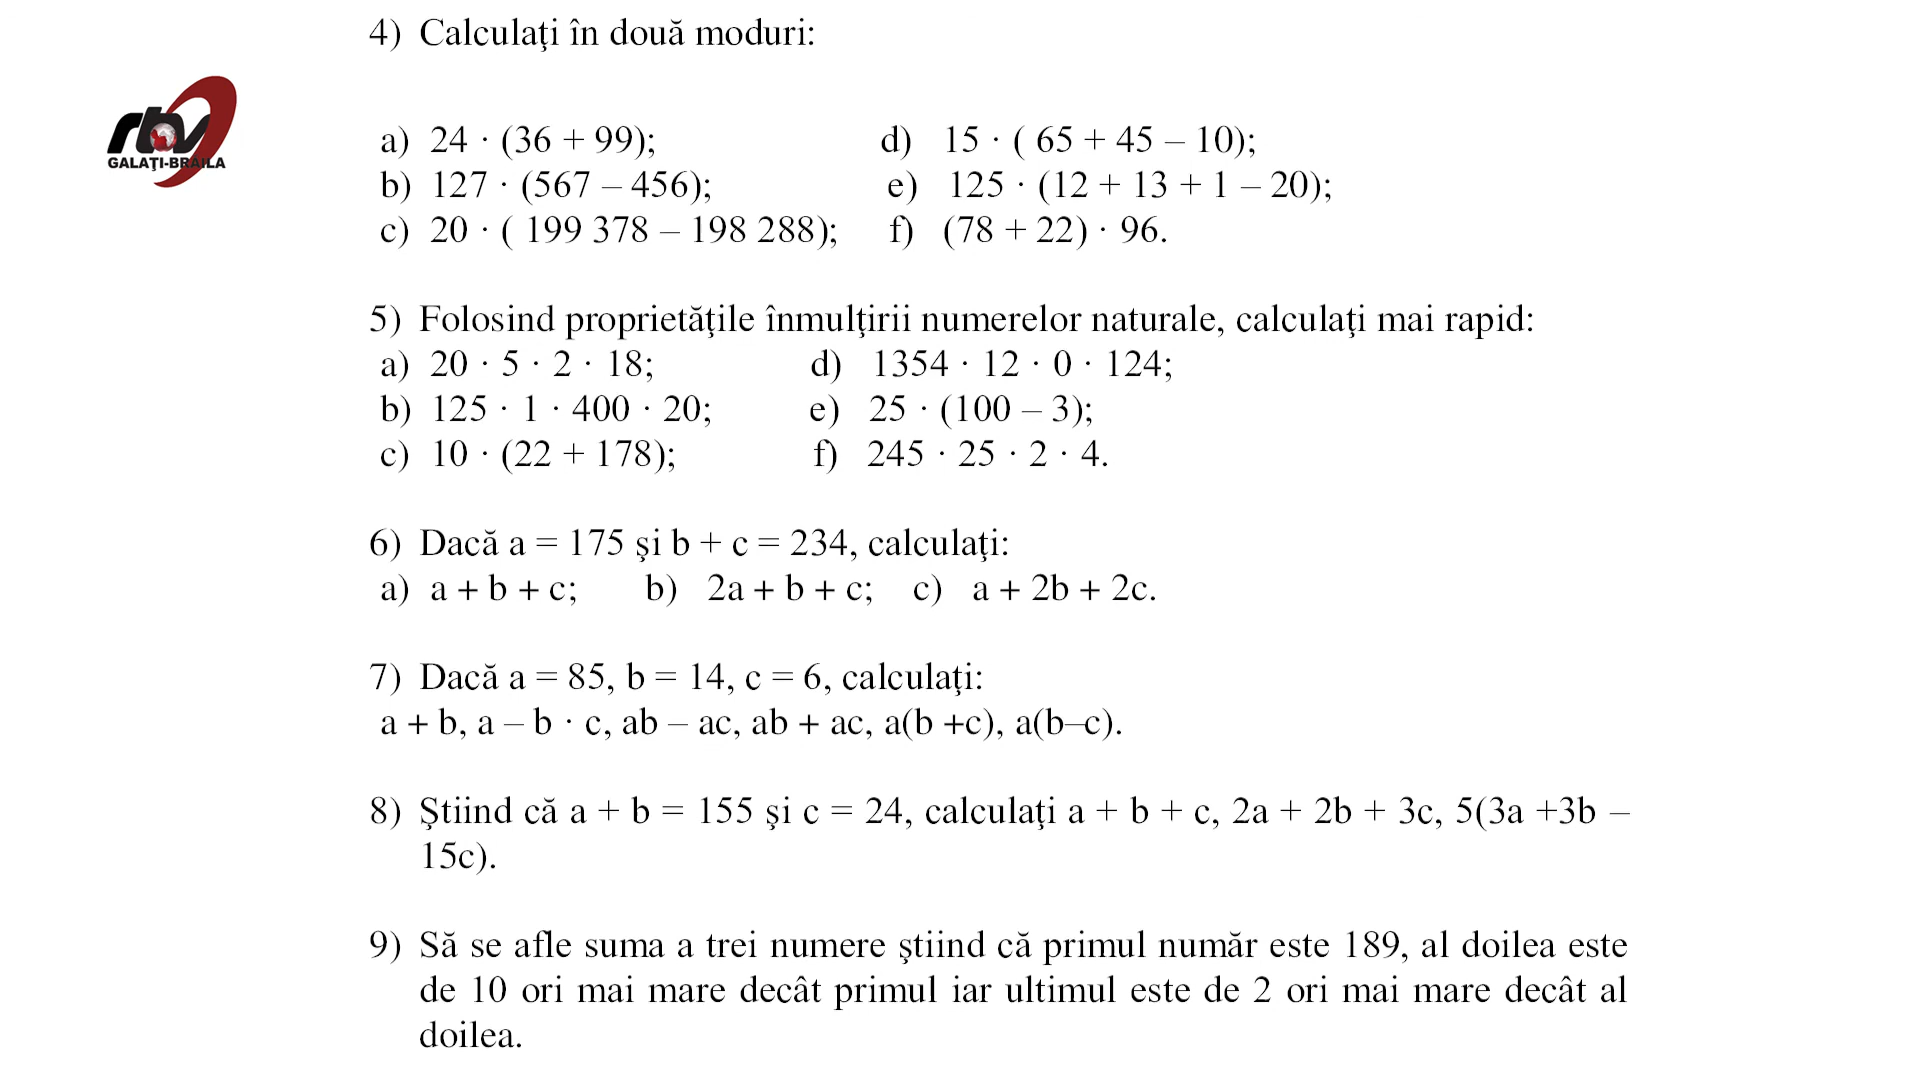 4) Calculaţi în două moduri:
rtv
GALAŢI-BRAILA
a) 24 · (36 + 99); d) 15 · ( 65 + 45 – 10);
b) 127 · (567 – 456); e) 125 · (12 + 13 + 1 – 20);
c) 20 · ( 199 378 – 198 288); f) (78 + 22) · 96.
5) Folosind proprietăţile înmulţirii numerelor naturale, calculaţi mai rapid:
a) 20 · 5 · 2 · 18; d) 1354 · 12 · 0 · 124;
b) 125 · 1 · 400 · 20; e) 25 · (100 – 3);
c) 10 · (22 + 178); f) 245 · 25 · 2 · 4.
6) Dacă a = 175 şi b + c = 234, calculaţi:
a) a + b + c; b) 2a + b + c; c) a + 2b + 2c.
7) Dacă a = 85, b = 14, c = 6, calculaţi:
a + b, a – b · c, ab – ac, ab + ac, a(b +c), a(b–c).
8) Ştiind că a + b = 155 şi c = 24, calculaţi a + b + c, 2a + 2b + 3c, 5(3a +3b –
15c).
9) Să se afle suma a trei numere ştiind că primul număr este 189, al doilea este
de 10 ori mai mare decât primul iar ultimul este de 2 ori mai mare decât al
doilea.